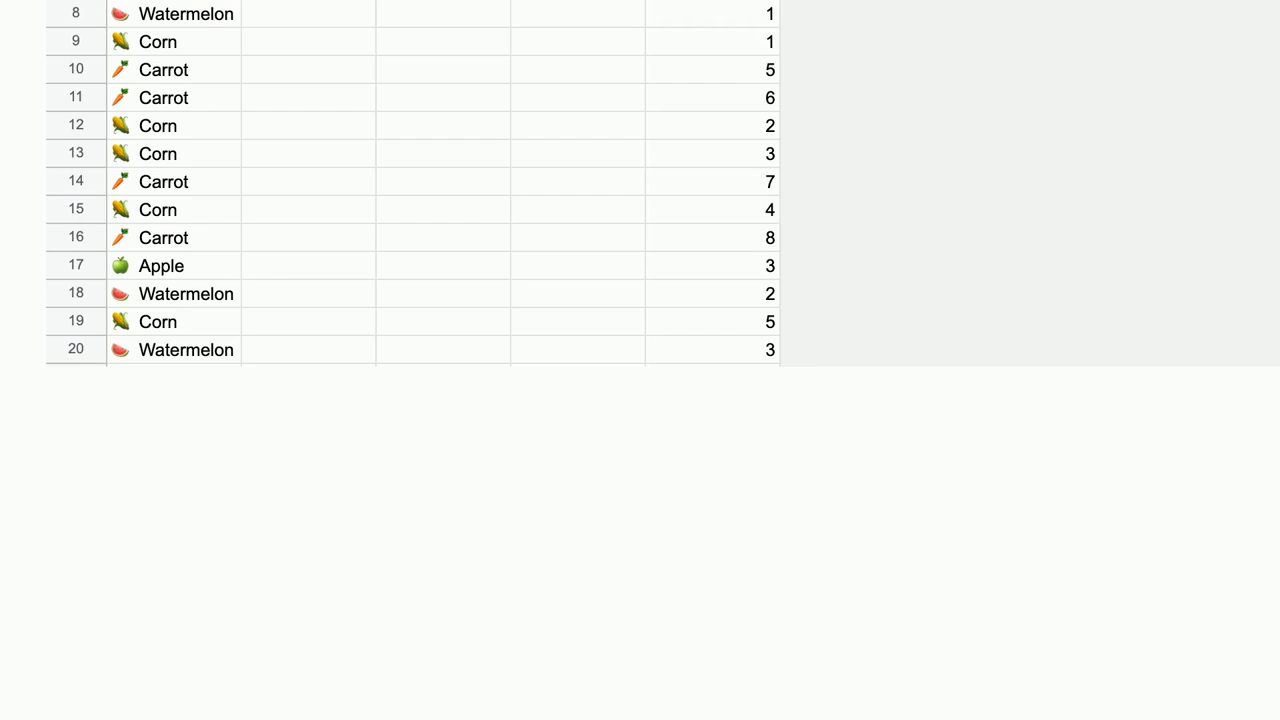 8 🍉 Watermelon 1
9 🌽 Corn 1
10 🥕 Carrot 5
11 🥕 Carrot 6
12 🌽 Corn 2
13 🌽 Corn 3
14 🥕 Carrot 7
15 🌽 Corn 4
16 🥕 Carrot 8
17 🍏 Apple 3
18 🍉 Watermelon 2
19 🌽 Corn 5
20 🍉 Watermelon 3